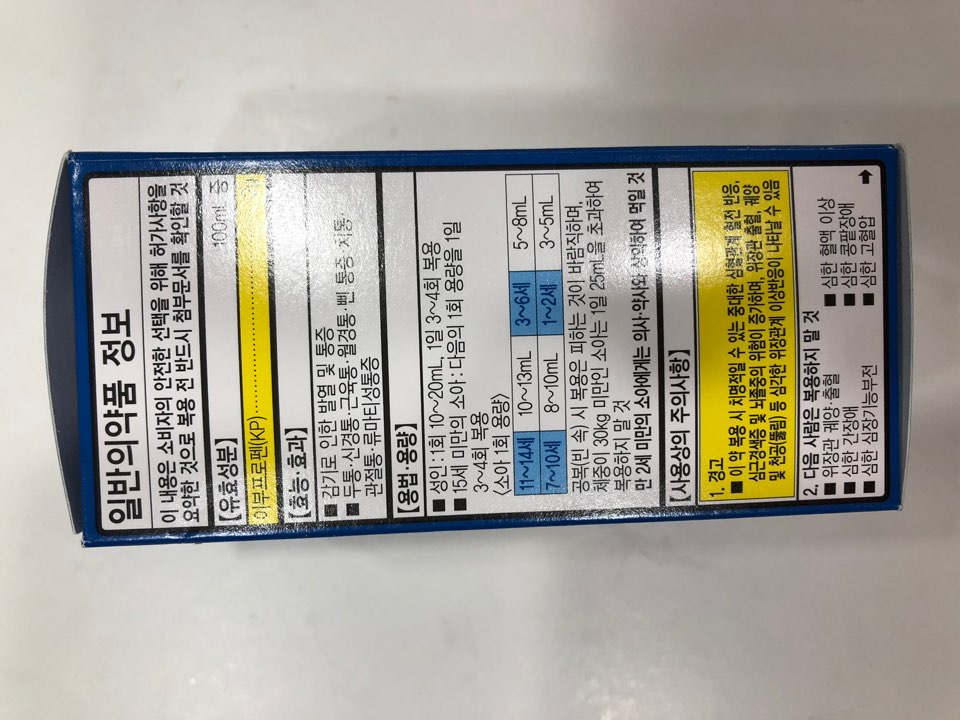 일반의약품 정보
이 내용은 소비자의 안전한 선택을 위해 허가사항을
요약한 것으로 복용 전 반드시 첨부문서를 확인할 것
[유효성분] 100mL 중
이부프로펜(KP)
[효능·효과]
■ 감기로 인한 발열 및 통증
■ 두통·신경통·근육통·월경통·삔 통증·치통
관절통·류마티성통증
[용법·용량]
■ 성인 : 1회 10~20mL, 1일 3~4회 복용
■ 15세 미만의 소아 : 다음의 1회 용량을 1일
3~4회 복용
〈소아 1회 용량〉
11~14세 10~13mL 3~6세 5~8mL
7~10세 8~10mL 1~2세 3~5mL
공복(빈 속) 시 복용은 피하는 것이 바람직하며,
체중이 30kg 미만인 소아는 1일 25mL을 초과하여
복용하지 말 것
만 2세 미만의 소아에게는 의사·약사와 상의하여 먹일 것
[사용상의 주의사항]
1. 경고
■ 이 약 복용 시 치명적일 수 있는 중대한 심혈관계 혈전 반응,
심근경색증 및 뇌졸중의 위험이 증가하며, 위장관 출혈, 궤양
및 천공(뚫림) 등 심각한 위장관계 이상반응이 나타날 수 있음
2. 다음 사람은 복용하지 말 것
■ 위장관 궤양·출혈 ■ 심한 혈액 이상
■ 심한 간장애 ■ 심한 콩팥장애
■ 심한 심장기능부전 ■ 심한 고혈압 ➡